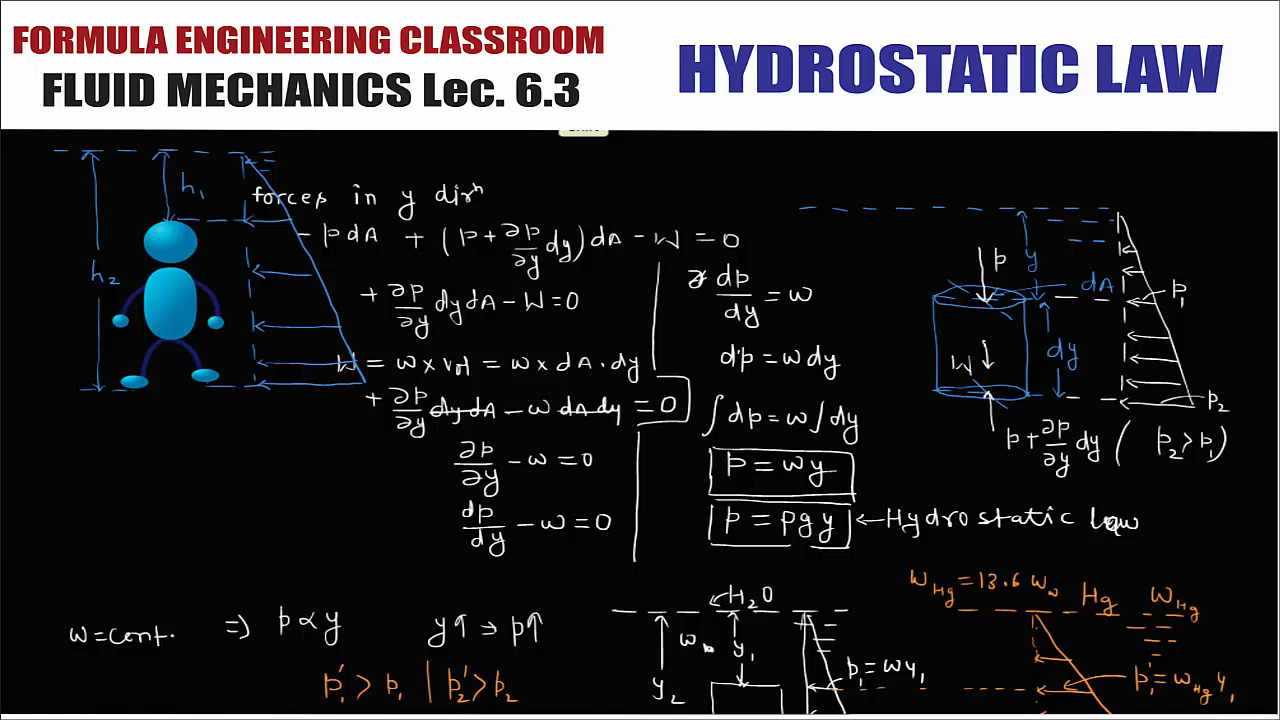 FORMULA ENGINEERING CLASSROOM
FLUID MECHANICS Lec. 6.3
HYDROSTATIC LAW
h₁
h₂
forces in y dirⁿ
- p dA + (p + ∂p/∂y dy) dA - W = 0
+ ∂p/∂y dy dA - W = 0
W = w x vol = w x dA . dy
+ ∂p/∂y dy dA - w dA dy = 0
∂p/∂y - w = 0
dp/dy - w = 0
dp/dy = w
dp = w dy
∫ dp = w ∫ dy
p = wy
p = ρgy ← Hydrostatic law
p
y
dA
p₁
W
dy
p₂
p + ∂p/∂y dy ( p₂ > p₁ )
w = cont. ⇒ p ∝ y y↑ → p↑
p₁' > p₁ | p₂' > p₂
H₂O
y₁
y₂
p₁ = wy₁
w_Hg = 13.6 w_w
Hg
w_Hg
p₁' = w_Hg y₁